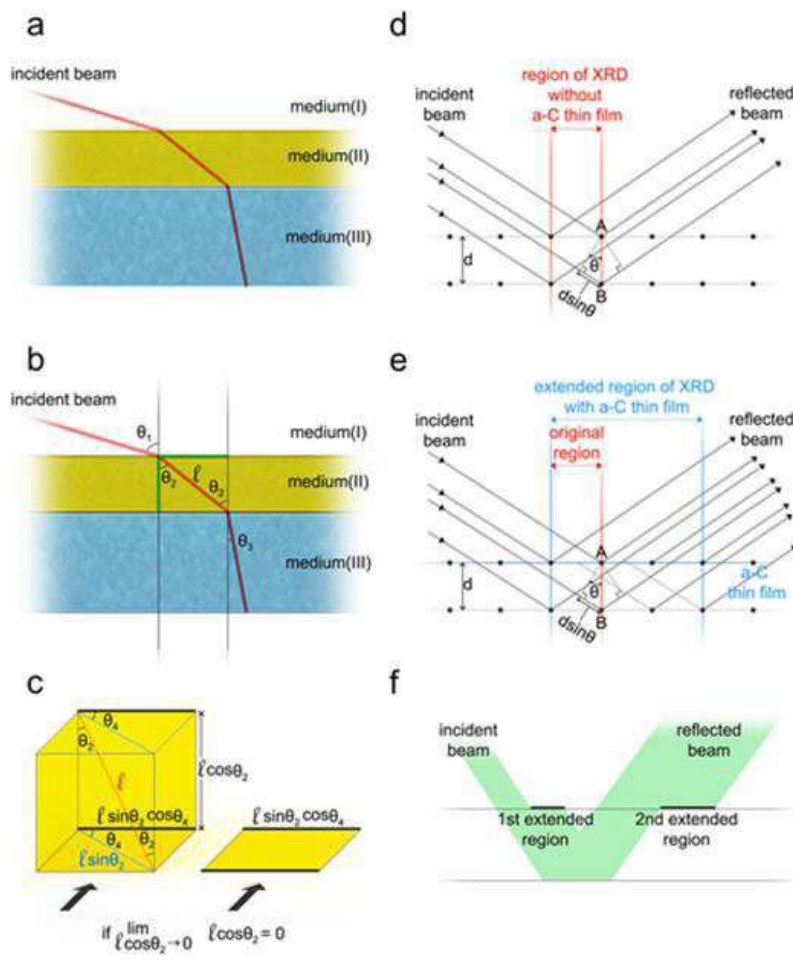 a
incident beam
medium(I)
medium(II)
medium(III)
b
incident beam
θ₁
medium(I)
θ₂
ℓ
θ₂
medium(II)
θ₃
medium(III)
c
θ₄
θ₂
ℓ
ℓcosθ₂
ℓsinθ₂cosθ₄
θ₄
θ₂
ℓsinθ₂
ℓsinθ₂cosθ₄
if lim ℓcosθ₂ = 0
ℓcosθ₂→0
d
region of XRD
without
a-C thin film
incident
beam
reflected
beam
A
d
θ
B
dsinθ
e
extended region of XRD
with a-C thin film
incident
beam
original
region
reflected
beam
A
d
θ
a-C
thin film
B
dsinθ
f
incident
beam
reflected
beam
1st extended
region
2nd extended
region